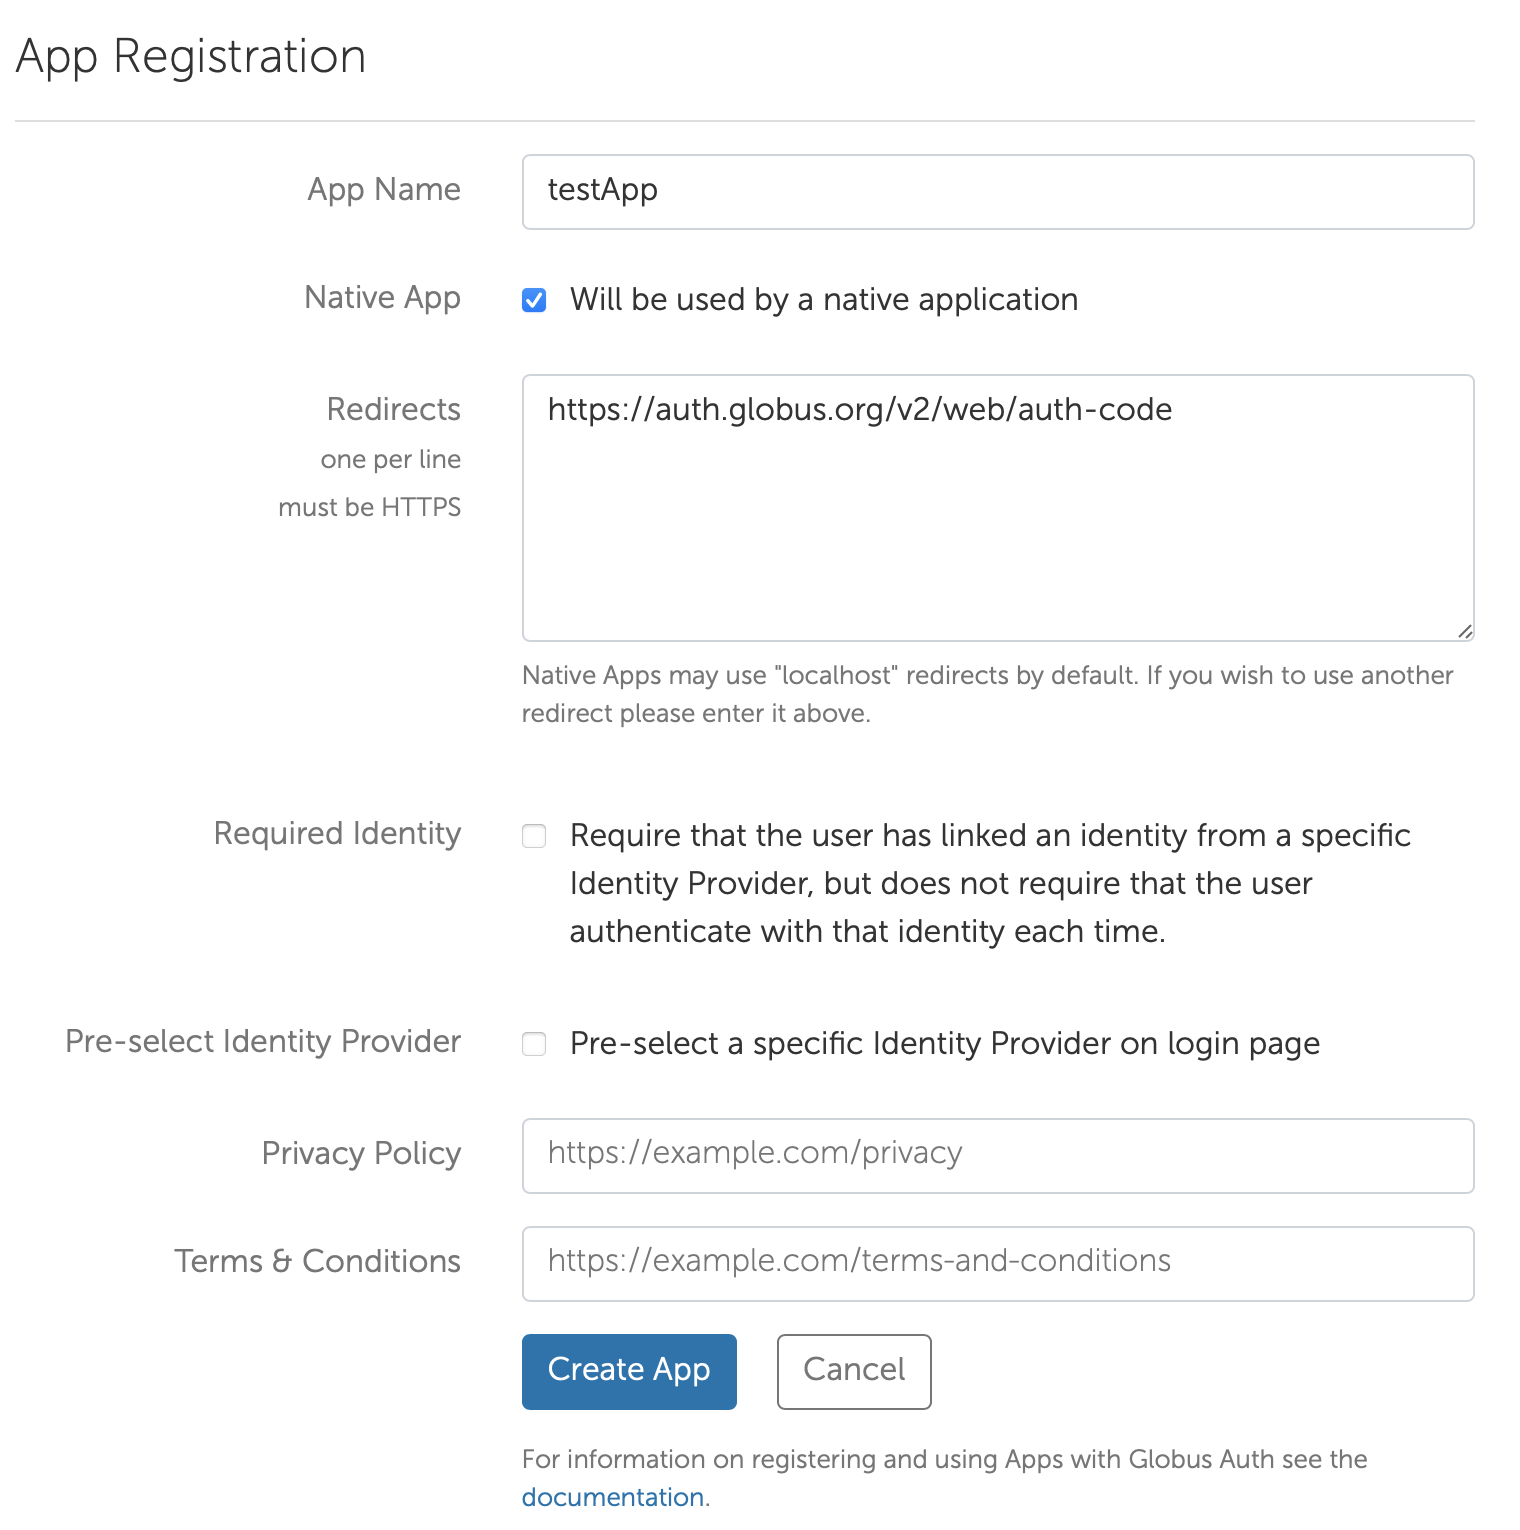 App Registration
App Name
testApp
Native App
Will be used by a native application
Redirects
one per line
must be HTTPS
https://auth.globus.org/v2/web/auth-code
Native Apps may use "localhost" redirects by default. If you wish to use another
redirect please enter it above.
Required Identity
Require that the user has linked an identity from a specific
Identity Provider, but does not require that the user
authenticate with that identity each time.
Pre-select Identity Provider
Pre-select a specific Identity Provider on login page
Privacy Policy
https://example.com/privacy
Terms & Conditions
https://example.com/terms-and-conditions
Create App
Cancel
For information on registering and using Apps with Globus Auth see the
documentation.